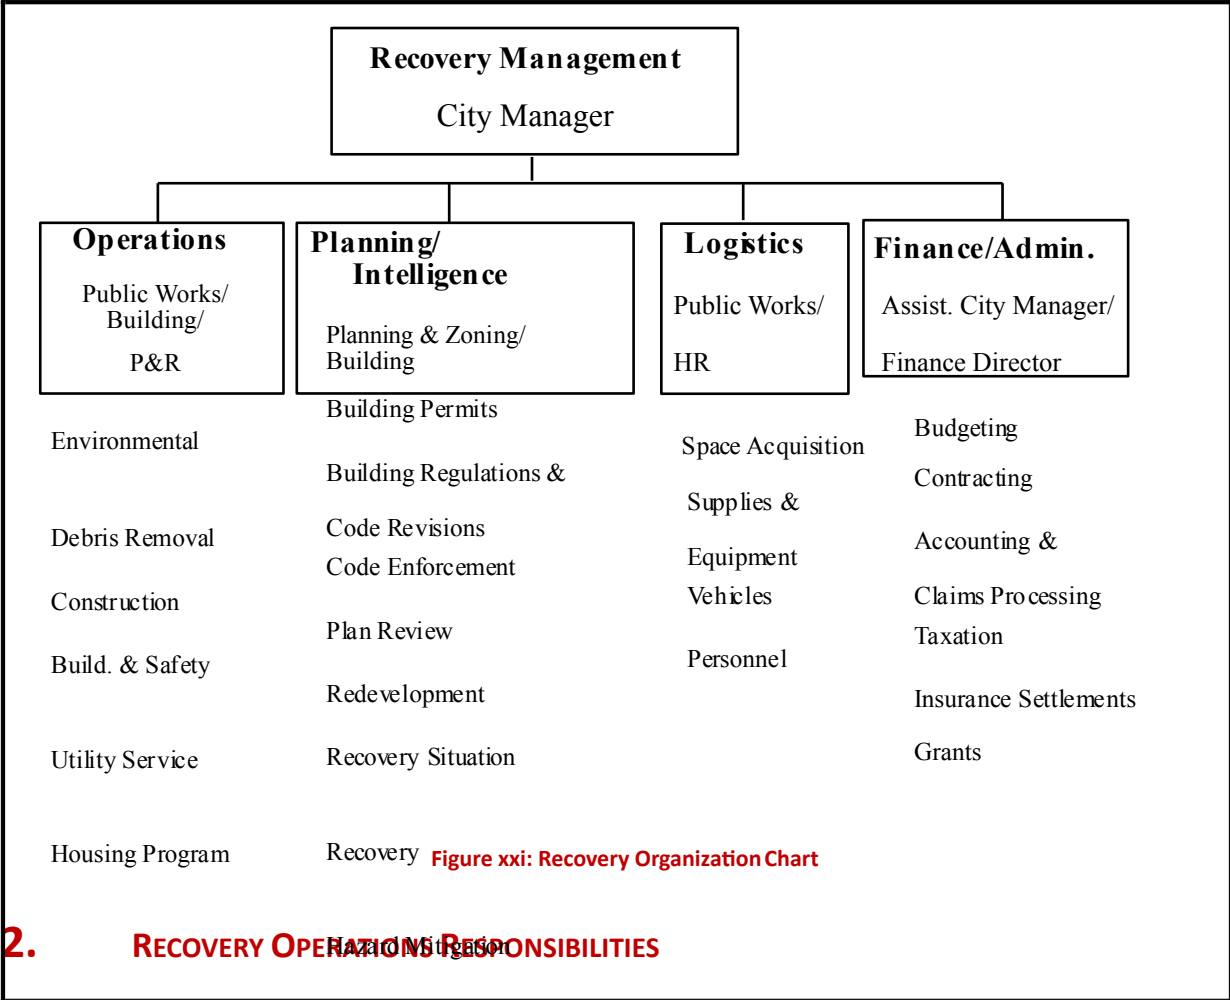 Recovery Management
City Manager
Operations
Public Works/
Building/
P&R
Environmental
Debris Removal
Construction
Build. & Safety
Utility Service
Housing Program
Planning/
Intelligence
Planning & Zoning/
Building
Building Permits
Building Regulations &
Code Revisions
Code Enforcement
Plan Review
Redevelopment
Recovery Situation
Recovery
Hazard Mitigation
Logistics
Public Works/
HR
Space Acquisition
Supplies &
Equipment
Vehicles
Personnel
Finance/Admin.
Assist. City Manager/
Finance Director
Budgeting
Contracting
Accounting &
Claims Processing
Taxation
Insurance Settlements
Grants
Figure xxi: Recovery Organization Chart
2. RECOVERY OPERATIONS RESPONSIBILITIES